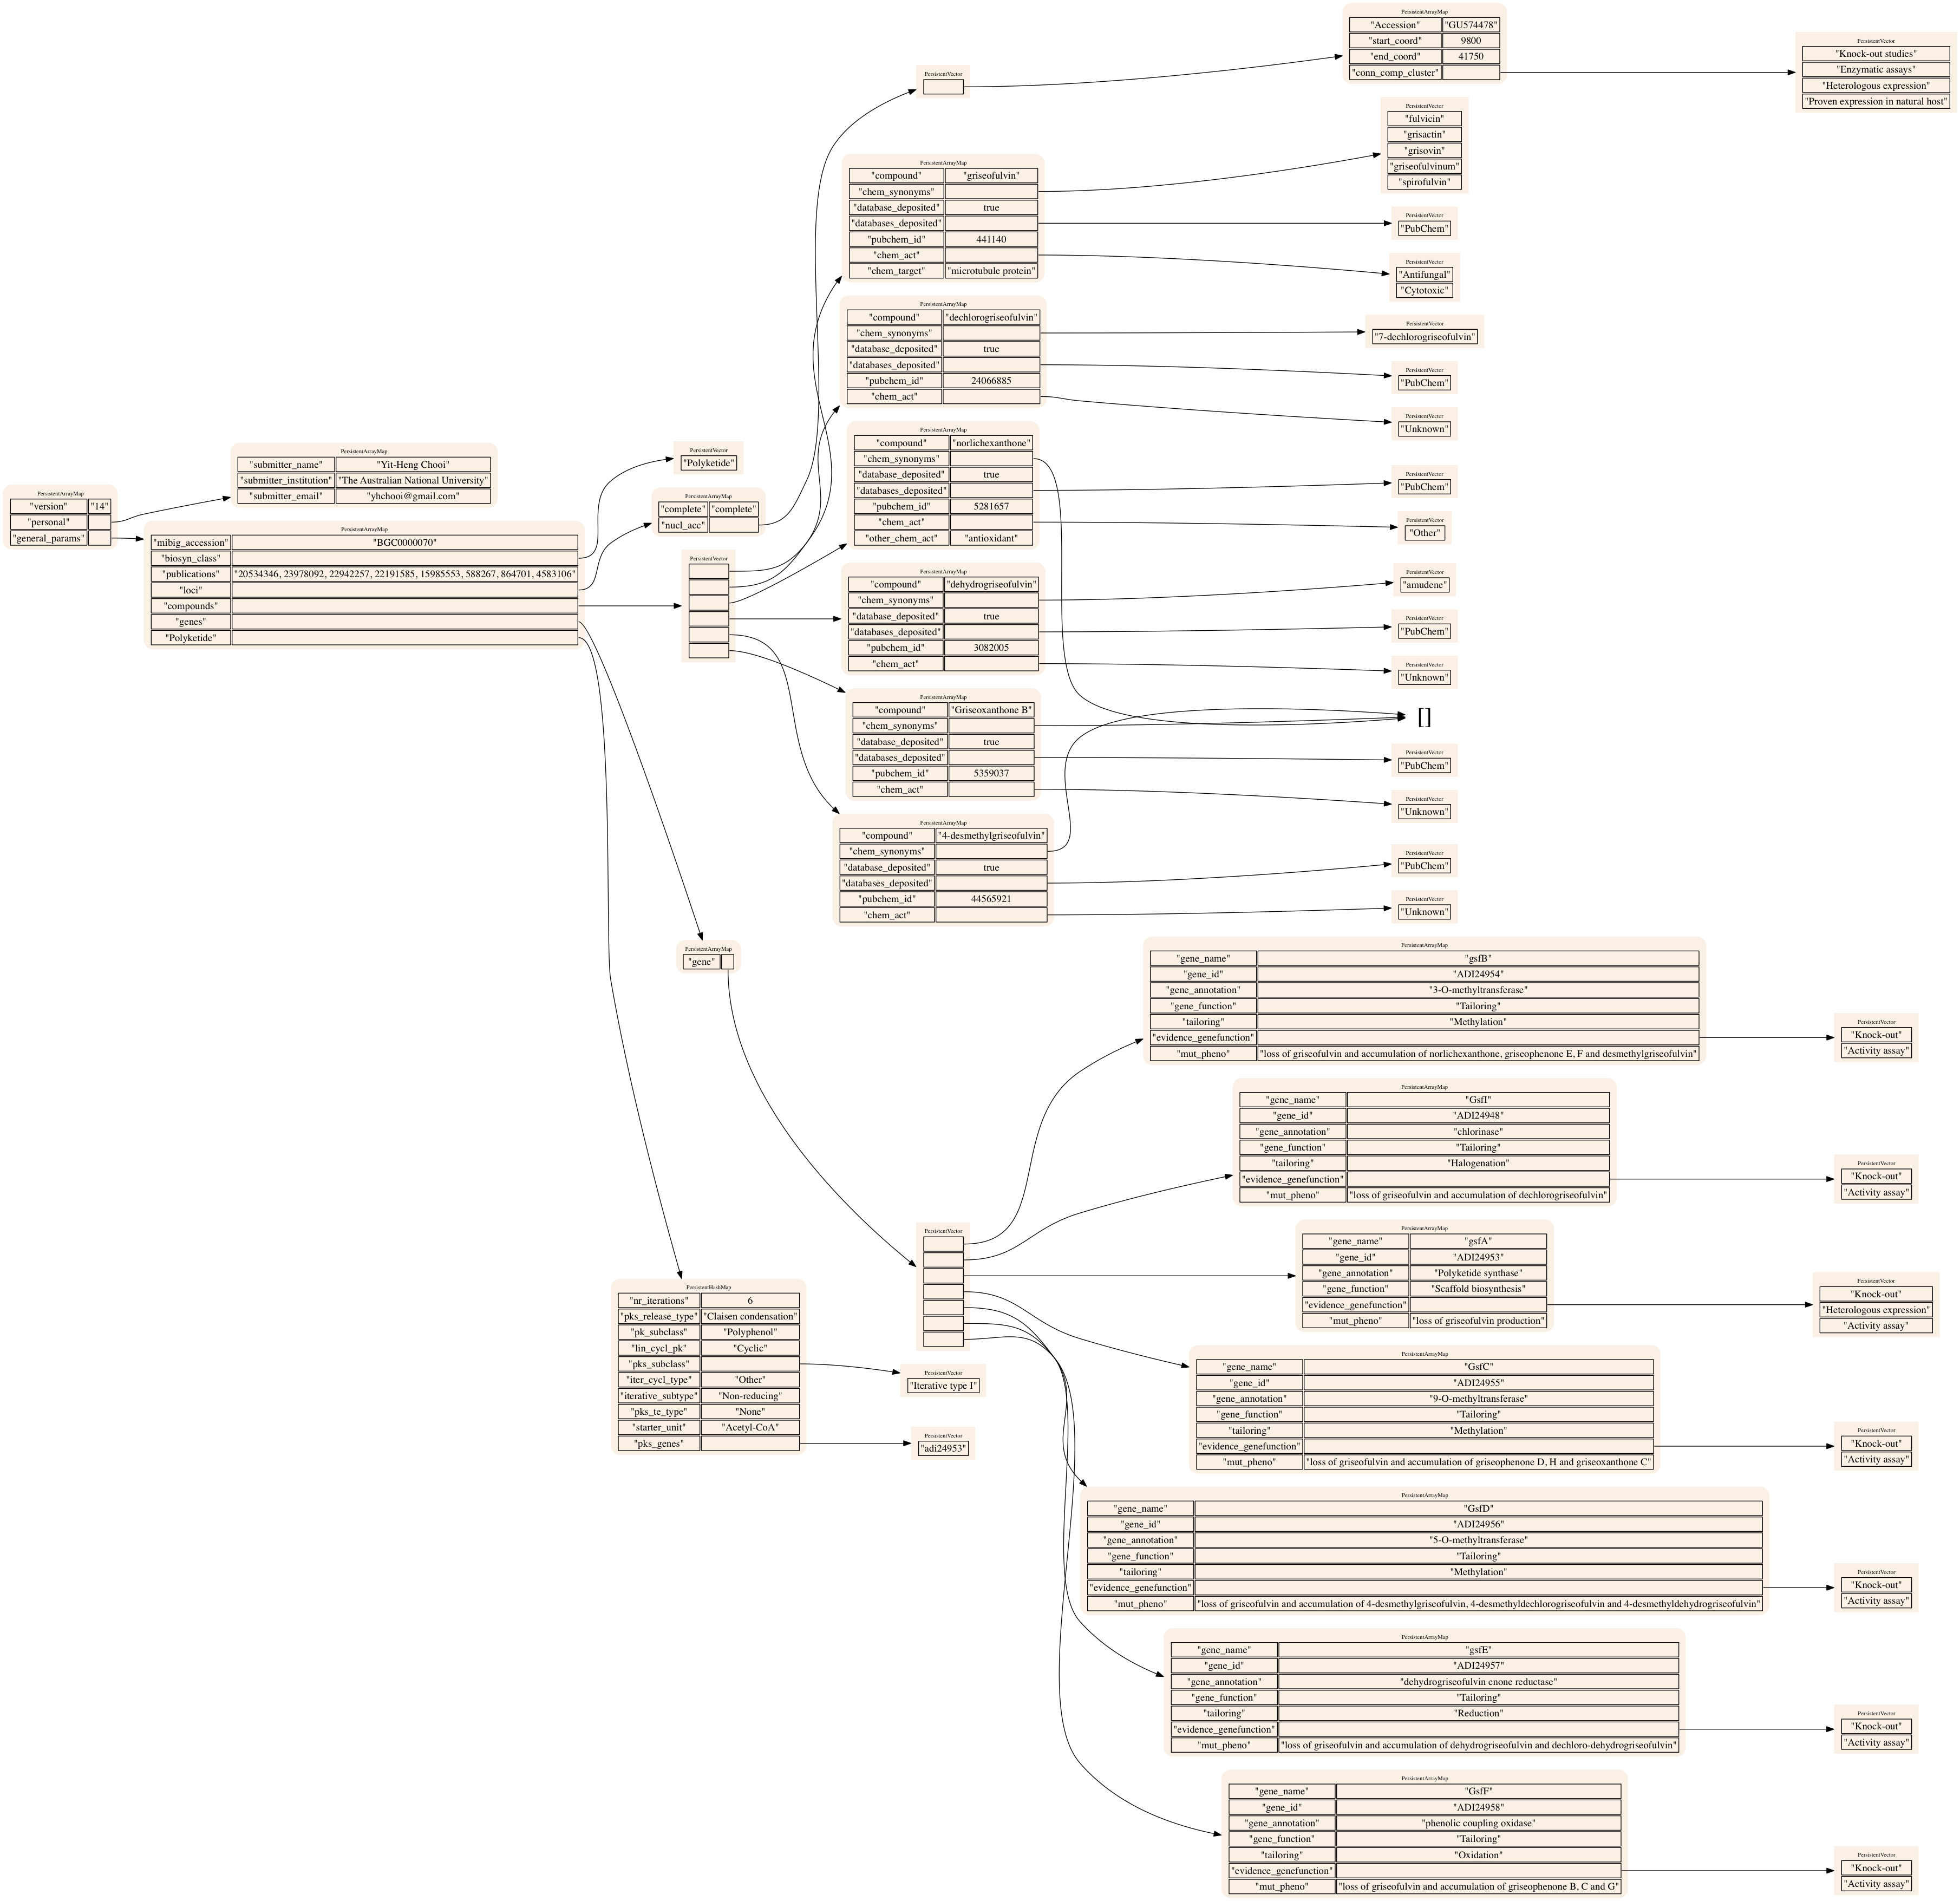 PersistentArrayMap
"version" "14"
"personal"
"general_params"
PersistentArrayMap
"submitter_name" "Yit-Heng Chooi"
"submitter_institution" "The Australian National University"
"submitter_email" "yhchooi@gmail.com"
PersistentArrayMap
"mibig_accession" "BGC0000070"
"biosyn_class"
"publications" "20534346, 23978092, 22942257, 22191585, 15985553, 588267, 864701, 4583106"
"loci"
"compounds"
"genes"
"Polyketide"
PersistentVector
"Polyketide"
PersistentArrayMap
"complete" "complete"
"nucl_acc"
PersistentVector
PersistentVector
PersistentArrayMap
"Accession" "GU574478"
"start_coord" 9800
"end_coord" 41750
"conn_comp_cluster"
PersistentVector
"Knock-out studies"
"Enzymatic assays"
"Heterologous expression"
"Proven expression in natural host"
PersistentArrayMap
"compound" "griseofulvin"
"chem_synonyms"
"database_deposited" true
"databases_deposited"
"pubchem_id" 441140
"chem_act"
"chem_target" "microtubule protein"
PersistentVector
"fulvicin"
"grisactin"
"grisovin"
"griseofulvinum"
"spirofulvin"
PersistentVector
"PubChem"
PersistentVector
"Antifungal"
"Cytotoxic"
PersistentArrayMap
"compound" "dechlorogriseofulvin"
"chem_synonyms"
"database_deposited" true
"databases_deposited"
"pubchem_id" 24066885
"chem_act"
PersistentVector
"7-dechlorogriseofulvin"
PersistentVector
"PubChem"
PersistentVector
"Unknown"
PersistentArrayMap
"compound" "norlichexanthone"
"chem_synonyms"
"database_deposited" true
"databases_deposited"
"pubchem_id" 5281657
"chem_act"
"other_chem_act" "antioxidant"
PersistentVector
"PubChem"
PersistentVector
"Other"
PersistentArrayMap
"compound" "dehydrogriseofulvin"
"chem_synonyms"
"database_deposited" true
"databases_deposited"
"pubchem_id" 3082005
"chem_act"
PersistentVector
"amudene"
PersistentVector
"PubChem"
PersistentVector
"Unknown"
[]
PersistentArrayMap
"compound" "Griseoxanthone B"
"chem_synonyms"
"database_deposited" true
"databases_deposited"
"pubchem_id" 5359037
"chem_act"
PersistentVector
"PubChem"
PersistentVector
"Unknown"
PersistentArrayMap
"compound" "4-desmethylgriseofulvin"
"chem_synonyms"
"database_deposited" true
"databases_deposited"
"pubchem_id" 44565921
"chem_act"
PersistentVector
"PubChem"
PersistentVector
"Unknown"
PersistentArrayMap
"gene"
PersistentVector
PersistentArrayMap
"gene_name" "gsfB"
"gene_id" "ADI24954"
"gene_annotation" "3-O-methyltransferase"
"gene_function" "Tailoring"
"tailoring" "Methylation"
"evidence_genefunction"
"mut_pheno" "loss of griseofulvin and accumulation of norlichexanthone, griseophenone E, F and desmethylgriseofulvin"
PersistentVector
"Knock-out"
"Activity assay"
PersistentArrayMap
"gene_name" "GsfI"
"gene_id" "ADI24948"
"gene_annotation" "chlorinase"
"gene_function" "Tailoring"
"tailoring" "Halogenation"
"evidence_genefunction"
"mut_pheno" "loss of griseofulvin and accumulation of dechlorogriseofulvin"
PersistentVector
"Knock-out"
"Activity assay"
PersistentArrayMap
"gene_name" "gsfA"
"gene_id" "ADI24953"
"gene_annotation" "Polyketide synthase"
"gene_function" "Scaffold biosynthesis"
"evidence_genefunction"
"mut_pheno" "loss of griseofulvin production"
PersistentVector
"Knock-out"
"Heterologous expression"
"Activity assay"
PersistentHashMap
"nr_iterations" 6
"pks_release_type" "Claisen condensation"
"pk_subclass" "Polyphenol"
"lin_cycl_pk" "Cyclic"
"pks_subclass"
"iter_cycl_type" "Other"
"iterative_subtype" "Non-reducing"
"pks_te_type" "None"
"starter_unit" "Acetyl-CoA"
"pks_genes"
PersistentVector
"Iterative type I"
PersistentVector
"adi24953"
PersistentArrayMap
"gene_name" "GsfC"
"gene_id" "ADI24955"
"gene_annotation" "9-O-methyltransferase"
"gene_function" "Tailoring"
"tailoring" "Methylation"
"evidence_genefunction"
"mut_pheno" "loss of griseofulvin and accumulation of griseophenone D, H and griseoxanthone C"
PersistentVector
"Knock-out"
"Activity assay"
PersistentArrayMap
"gene_name" "GsfD"
"gene_id" "ADI24956"
"gene_annotation" "5-O-methyltransferase"
"gene_function" "Tailoring"
"tailoring" "Methylation"
"evidence_genefunction"
"mut_pheno" "loss of griseofulvin and accumulation of 4-desmethylgriseofulvin, 4-desmethyldechlorogriseofulvin and 4-desmethyldehydrogriseofulvin"
PersistentVector
"Knock-out"
"Activity assay"
PersistentArrayMap
"gene_name" "gsfE"
"gene_id" "ADI24957"
"gene_annotation" "dehydrogriseofulvin enone reductase"
"gene_function" "Tailoring"
"tailoring" "Reduction"
"evidence_genefunction"
"mut_pheno" "loss of griseofulvin and accumulation of dehydrogriseofulvin and dechloro-dehydrogriseofulvin"
PersistentVector
"Knock-out"
"Activity assay"
PersistentArrayMap
"gene_name" "GsfF"
"gene_id" "ADI24958"
"gene_annotation" "phenolic coupling oxidase"
"gene_function" "Tailoring"
"tailoring" "Oxidation"
"evidence_genefunction"
"mut_pheno" "loss of griseofulvin and accumulation of griseophenone B, C and G"
PersistentVector
"Knock-out"
"Activity assay"